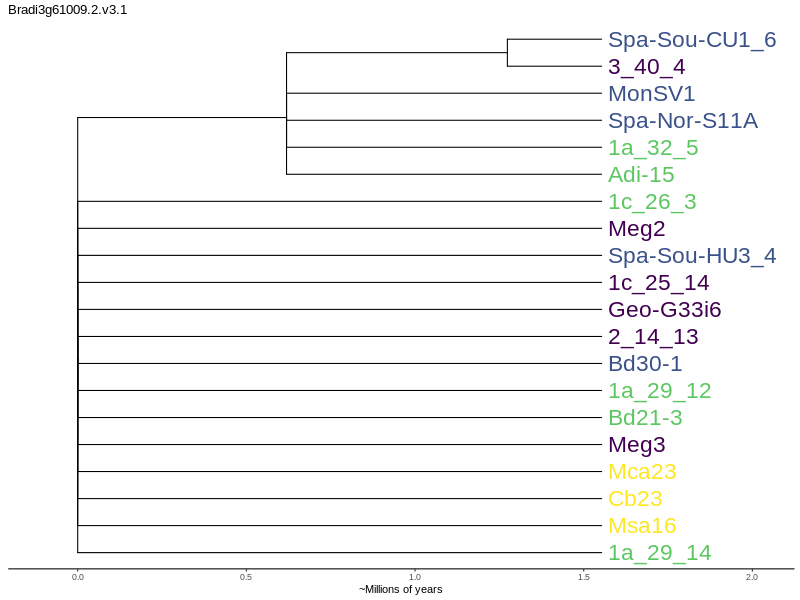 Bradi3g61009.2.v3.1
Spa-Sou-CU1_6
3_40_4
MonSV1
Spa-Nor-S11A
1a_32_5
Adi-15
1c_26_3
Meg2
Spa-Sou-HU3_4
1c_25_14
Geo-G33i6
2_14_13
Bd30-1
1a_29_12
Bd21-3
Meg3
Mca23
Cb23
Msa16
1a_29_14
0.0 0.5 1.0 1.5 2.0
~Millions of years